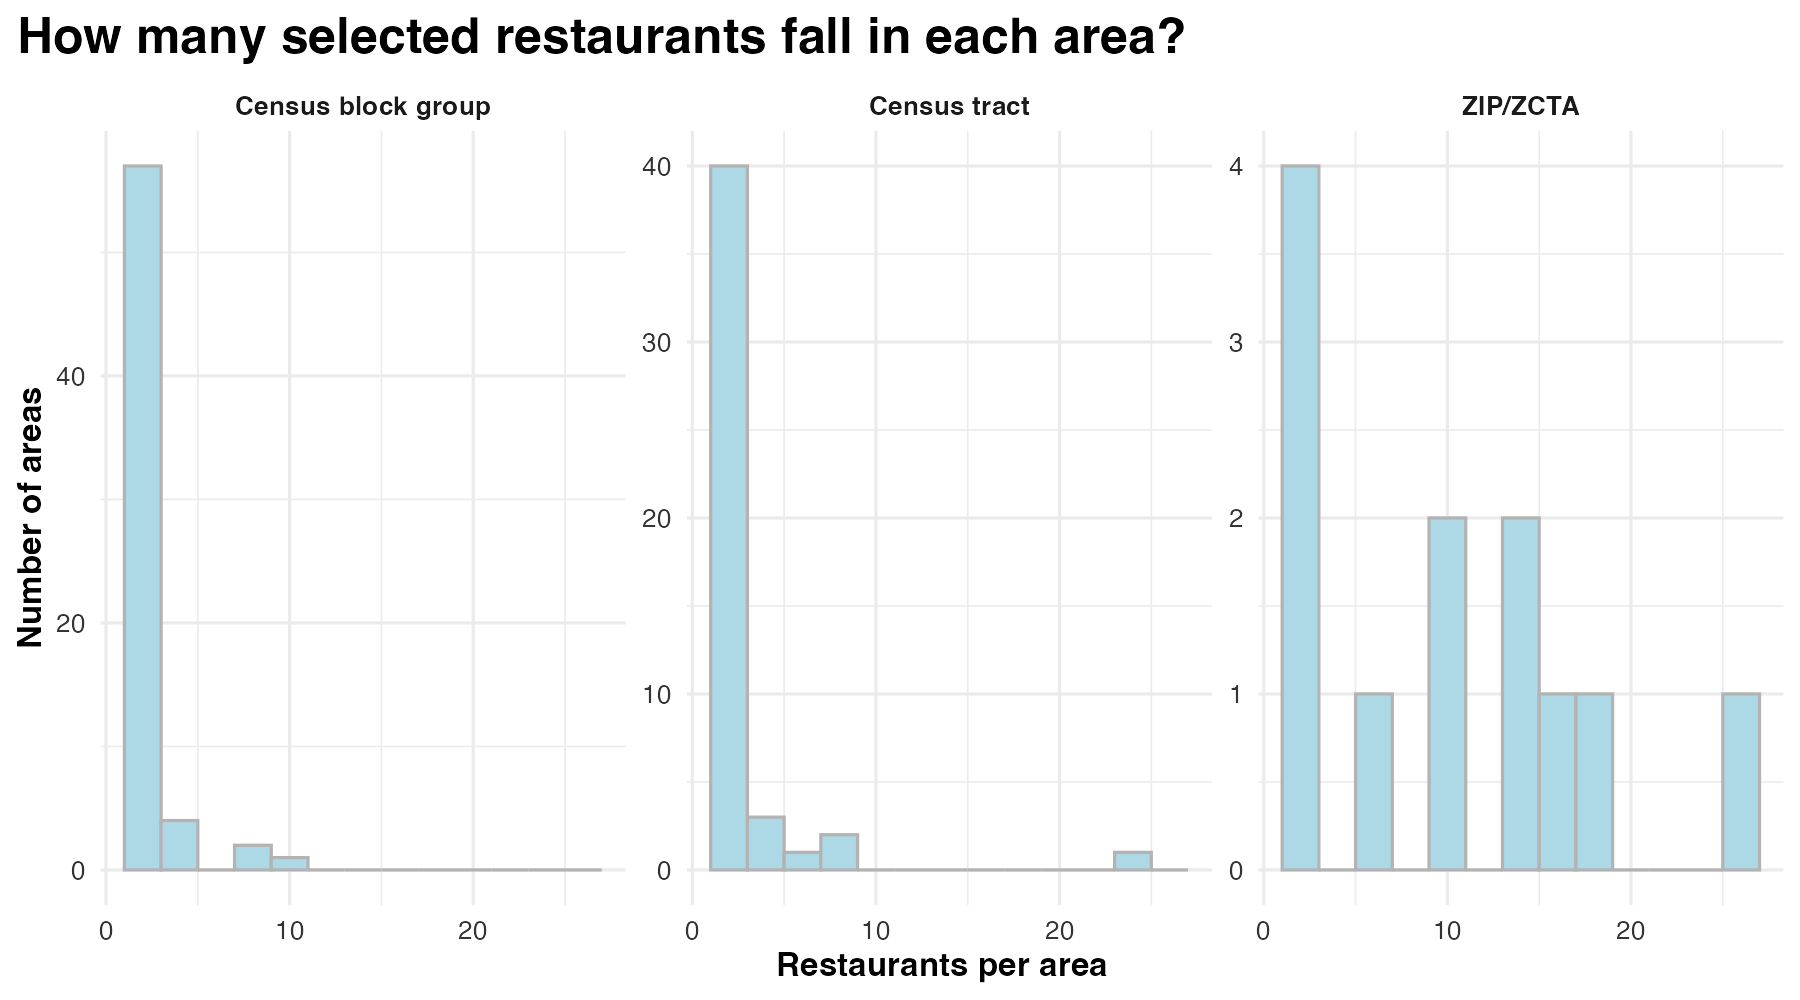 How many selected restaurants fall in each area?
Census block group
Census tract
ZIP/ZCTA
Number of areas
40
20
0
40
30
20
10
0
4
3
2
1
0
0 10 20
0 10 20
0 10 20
Restaurants per area